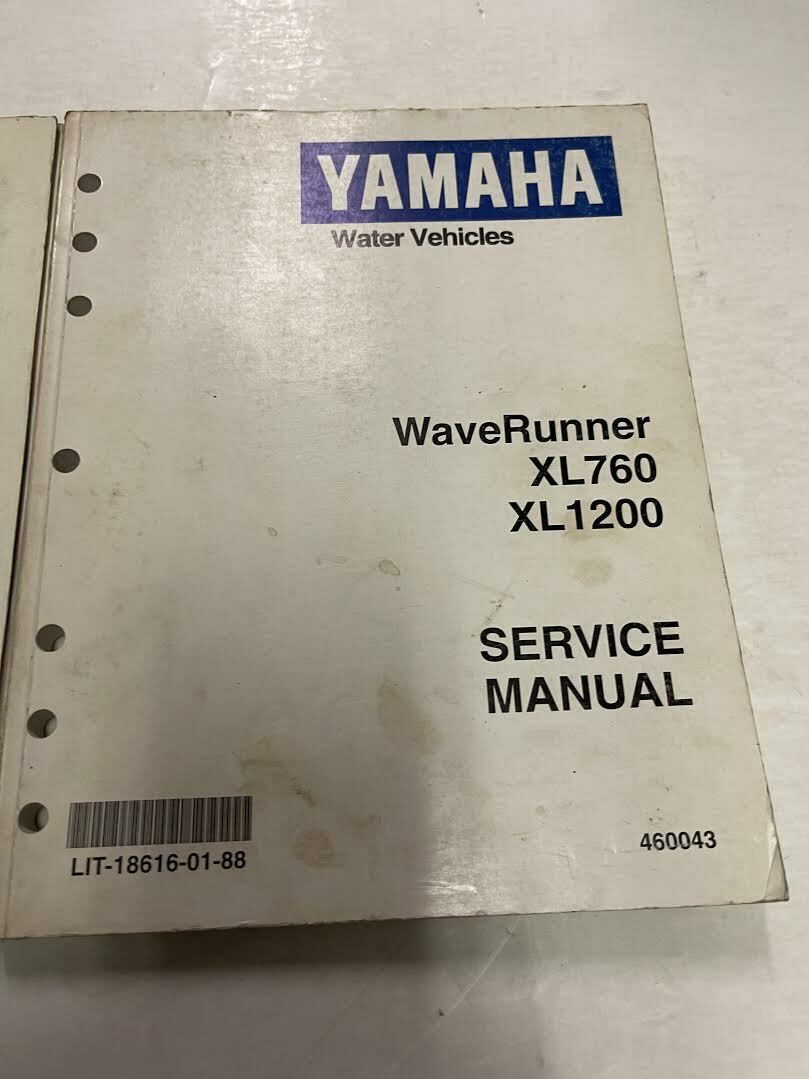 YAMAHA
Water Vehicles
WaveRunner
XL760
XL1200
SERVICE
MANUAL
LIT-18616-01-88
460043